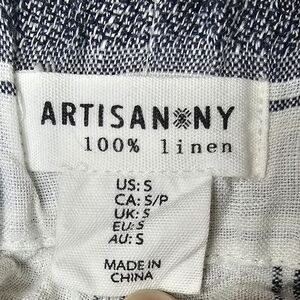 ARTISAN NY
100% linen
US: S
CA: S/P
UK: S
EU: S
AU: S
MADE IN
CHINA